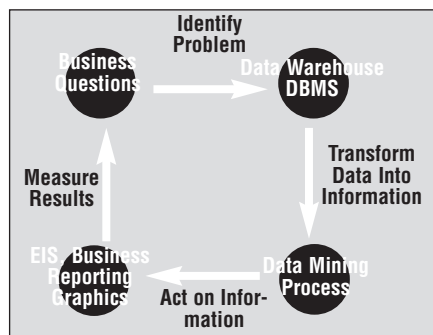 Identify
Problem
Business
Questions
Data Warehouse
DBMS
Measure
Results
Transform
Data Into
Information
EIS, Business
Reporting
Graphics
Act on Infor-
mation
Data Mining
Process